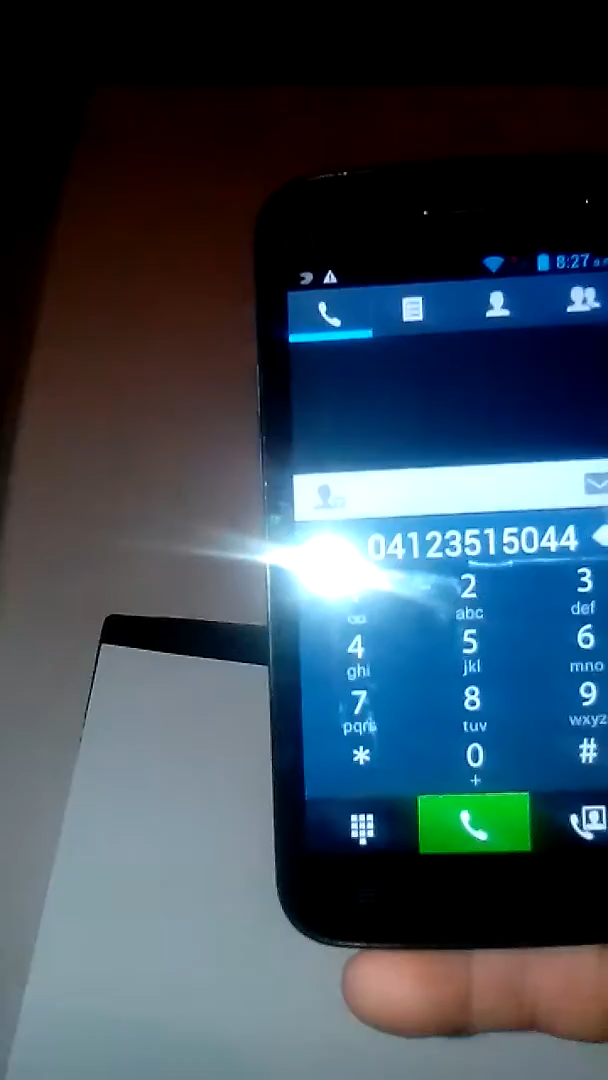 8:27
04123515044
2 3
abc def
4 5 6
ghi jkl mno
7 8 9
pqrs tuv wxyz
* 0 #
+